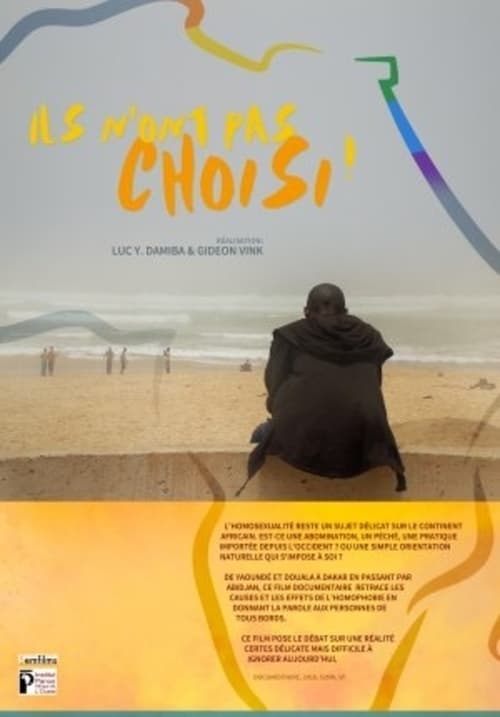 ILS N'ONT PAS
CHOISI !
RÉALISATION:
LUC Y. DAMIBA & GIDEON VINK
L'HOMOSEXUALITÉ RESTE UN SUJET DÉLICAT SUR LE CONTINENT
AFRICAIN. EST-CE UNE ABOMINATION, UN PÉCHÉ, UNE PRATIQUE
IMPORTÉE DEPUIS L'OCCIDENT ? OU UNE SIMPLE ORIENTATION
NATURELLE QUI S'IMPOSE À SOI ?
DE YAOUNDÉ ET DOUALA À DAKAR EN PASSANT PAR
ABIDJAN, CE FILM DOCUMENTAIRE RETRACE LES
CAUSES ET LES EFFETS DE L'HOMOPHOBIE EN
DONNANT LA PAROLE AUX PERSONNES DE
TOUS BORDS.
CE FILM POSE LE DÉBAT SUR UNE RÉALITÉ
CERTES DÉLICATE MAIS DIFFICILE À
IGNORER AUJOURD'HUI.
DOCUMENTAIRE,
Institut
Panos